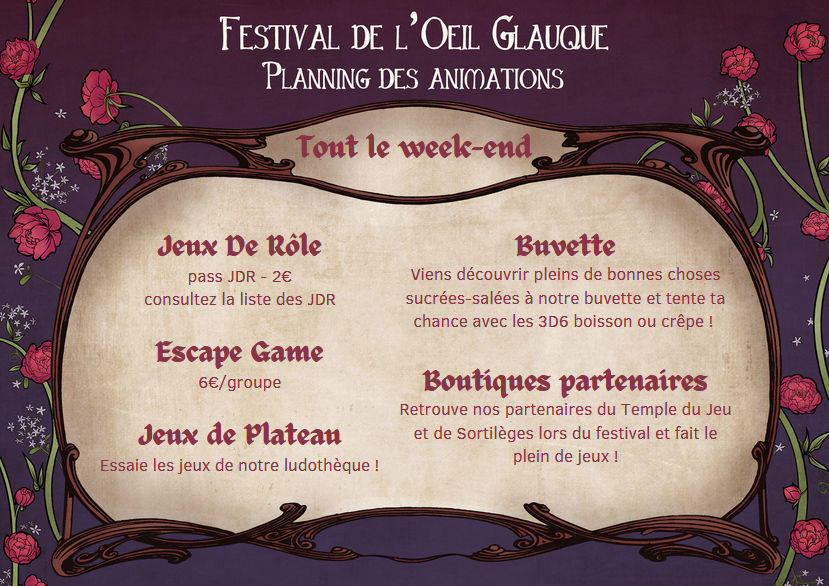 Festival de l'Oeil Glauque
Planning des animations
Tout le week-end
Jeux De Rôle
pass JDR - 2€
consultez la liste des JDR
Escape Game
6€/groupe
Jeux de Plateau
Essaie les jeux de notre ludothèque !
Buvette
Viens découvrir pleins de bonnes choses
sucrées-salées à notre buvette et tente ta
chance avec les 3D6 boisson ou crêpe !
Boutiques partenaires
Retrouve nos partenaires du Temple du Jeu
et de Sortilèges lors du festival et fait le
plein de jeux !